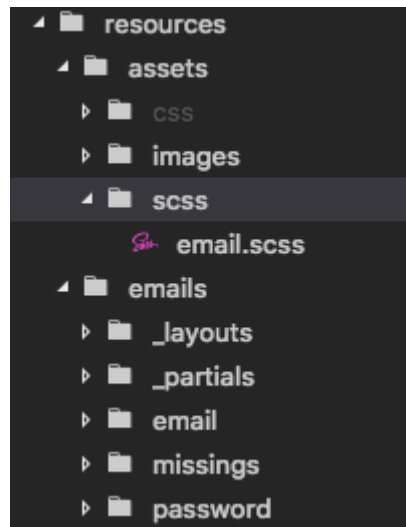 resources
assets
css
images
scss
email.scss
emails
_layouts
_partials
email
missings
password